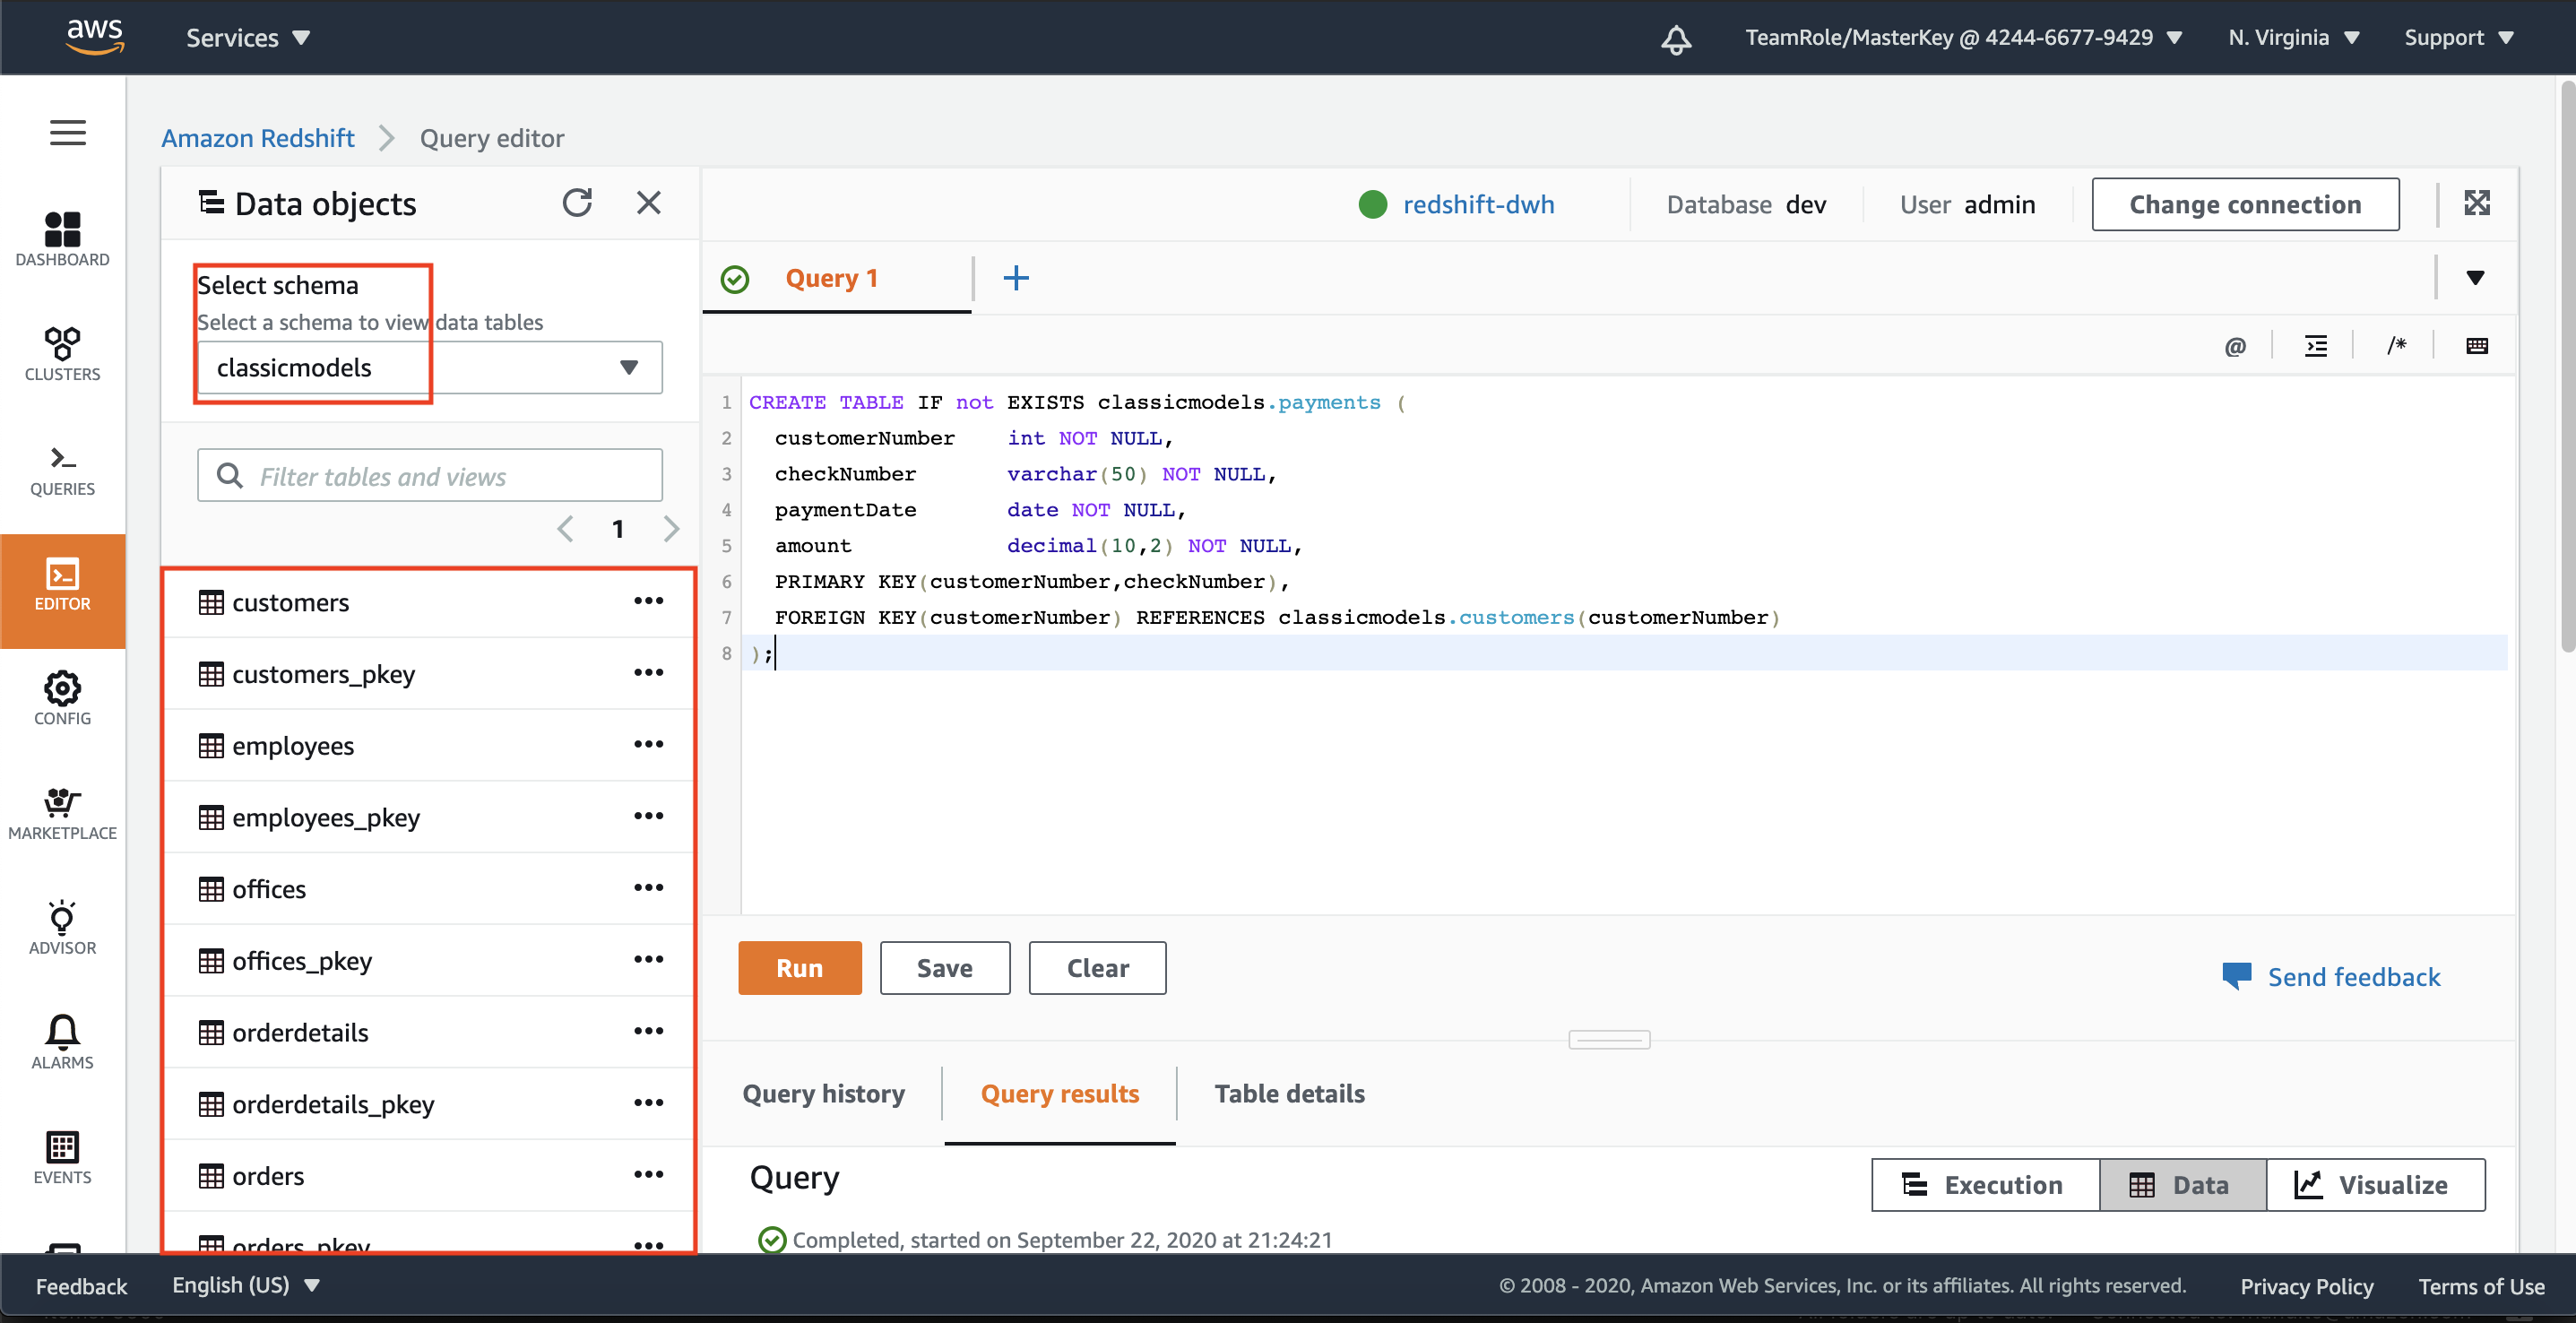 aws Services TeamRole/MasterKey @ 4244-6677-9429 N. Virginia Support
Amazon Redshift Query editor
DASHBOARD
CLUSTERS
QUERIES
EDITOR
CONFIG
MARKETPLACE
ADVISOR
ALARMS
EVENTS
Data objects
Select schema
Select a schema to view data tables
classicmodels
Filter tables and views
1
customers
customers_pkey
employees
employees_pkey
offices
offices_pkey
orderdetails
orderdetails_pkey
orders
orders_pkey
redshift-dwh Database dev User admin Change connection
Query 1
@ /*
1 CREATE TABLE IF not EXISTS classicmodels.payments (
2 customerNumber int NOT NULL,
3 checkNumber varchar(50) NOT NULL,
4 paymentDate date NOT NULL,
5 amount decimal(10,2) NOT NULL,
6 PRIMARY KEY(customerNumber,checkNumber),
7 FOREIGN KEY(customerNumber) REFERENCES classicmodels.customers(customerNumber)
8 );
Run Save Clear
Send feedback
Query history Query results Table details
Query
Execution Data Visualize
Completed, started on September 22, 2020 at 21:24:21
Feedback English (US) © 2008 - 2020, Amazon Web Services, Inc. or its affiliates. All rights reserved. Privacy Policy Terms of Use